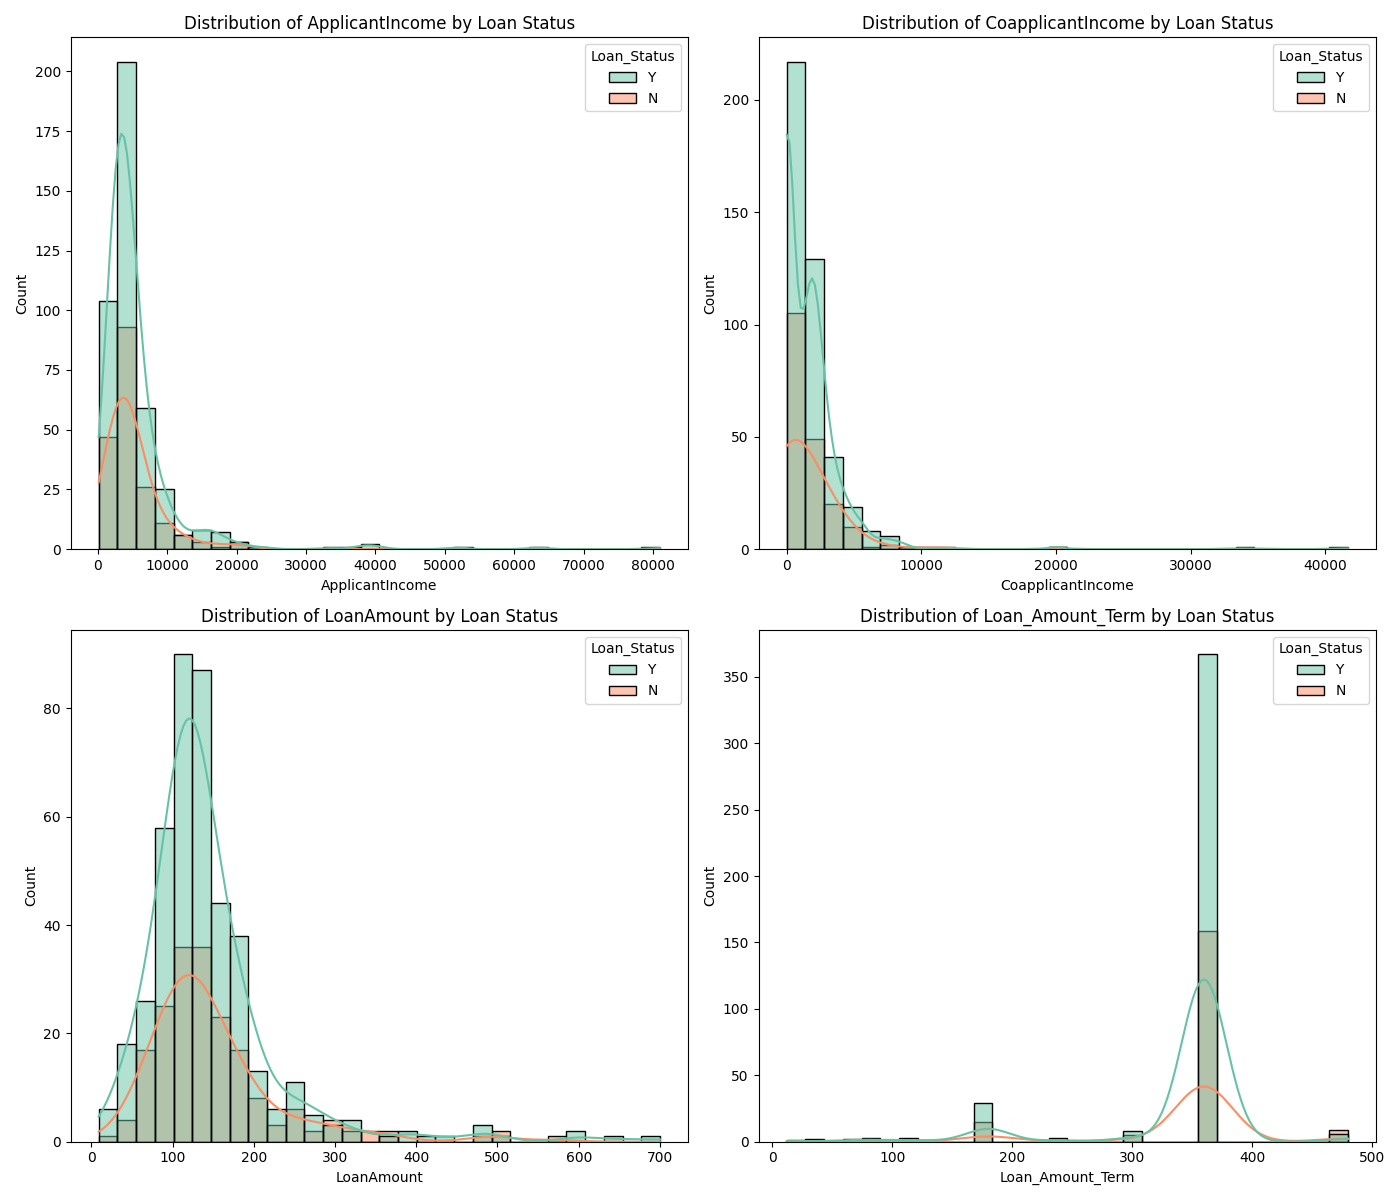 Distribution of ApplicantIncome by Loan Status
Loan_Status
Y
N
200
175
150
125
100
75
50
25
0
Count
0 10000 20000 30000 40000 50000 60000 70000 80000
ApplicantIncome
Distribution of CoapplicantIncome by Loan Status
Loan_Status
Y
N
200
150
100
50
0
Count
0 10000 20000 30000 40000
CoapplicantIncome
Distribution of LoanAmount by Loan Status
Loan_Status
Y
N
80
60
40
20
0
Count
0 100 200 300 400 500 600 700
LoanAmount
Distribution of Loan_Amount_Term by Loan Status
Loan_Status
Y
N
350
300
250
200
150
100
50
0
Count
0 100 200 300 400 500
Loan_Amount_Term